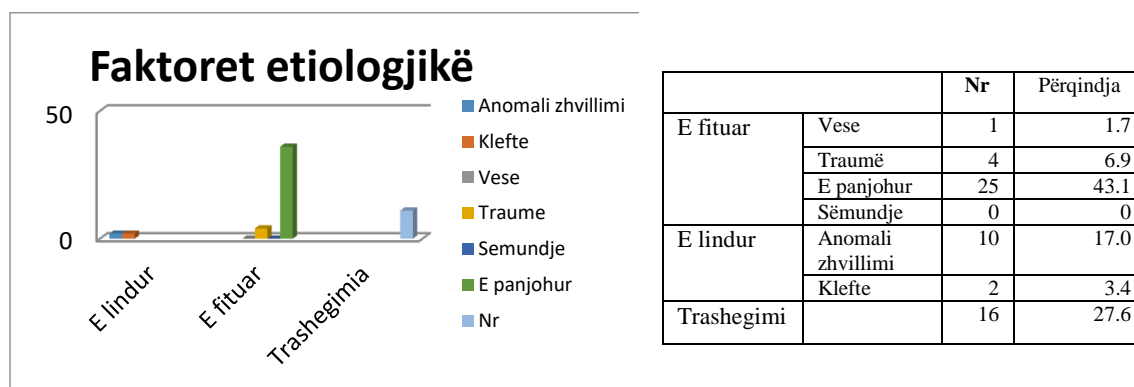 Faktoret etiologjikë
50
0
E lindur
E fituar
Trashegimia
Anomali zhvillimi
Klefte
Vese
Traume
Semundje
E panjohur
Nr
Nr Përqindja
E fituar Vese 1 1.7
Traumë 4 6.9
E panjohur 25 43.1
Sëmundje 0 0
E lindur Anomali 10 17.0
zhvillimi
Klefte 2 3.4
Trashegimi 16 27.6